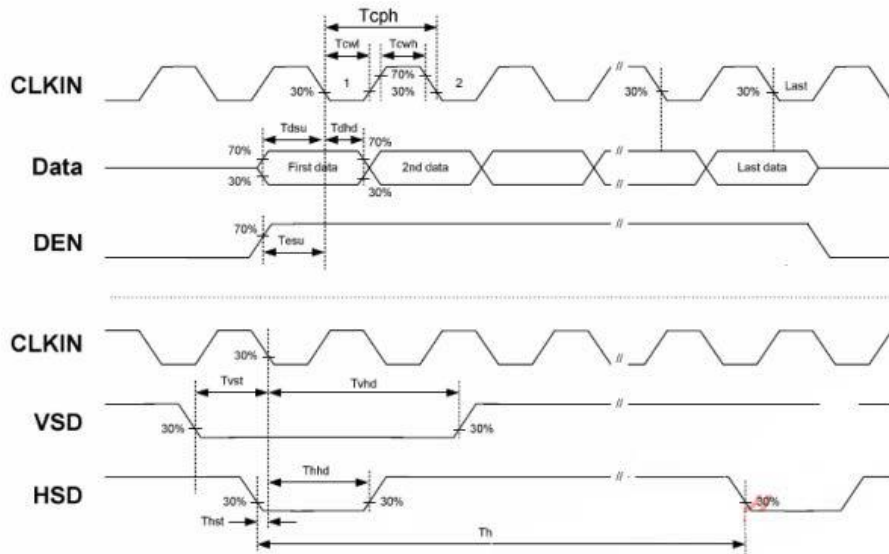 Tcph
Tcwl Tcwh
CLKIN 30% 1 70% 30% 2 // 30% 30% Last
Tdsu Tdhd
70% 70%
Data First data 2nd data // Last data
30% 30%
DEN 70% //
Tesu
CLKIN 30% //
Tvst Tvhd
VSD 30% 30% //
Thhd
HSD 30% 30% // 30%
Thst
Th